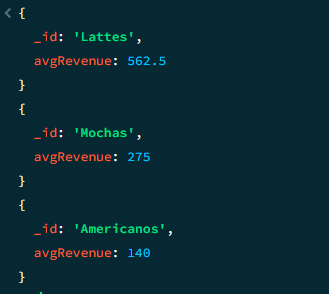 {
_id: 'Lattes',
avgRevenue: 562.5
}
{
_id: 'Mochas',
avgRevenue: 275
}
{
_id: 'Americanos',
avgRevenue: 140
}